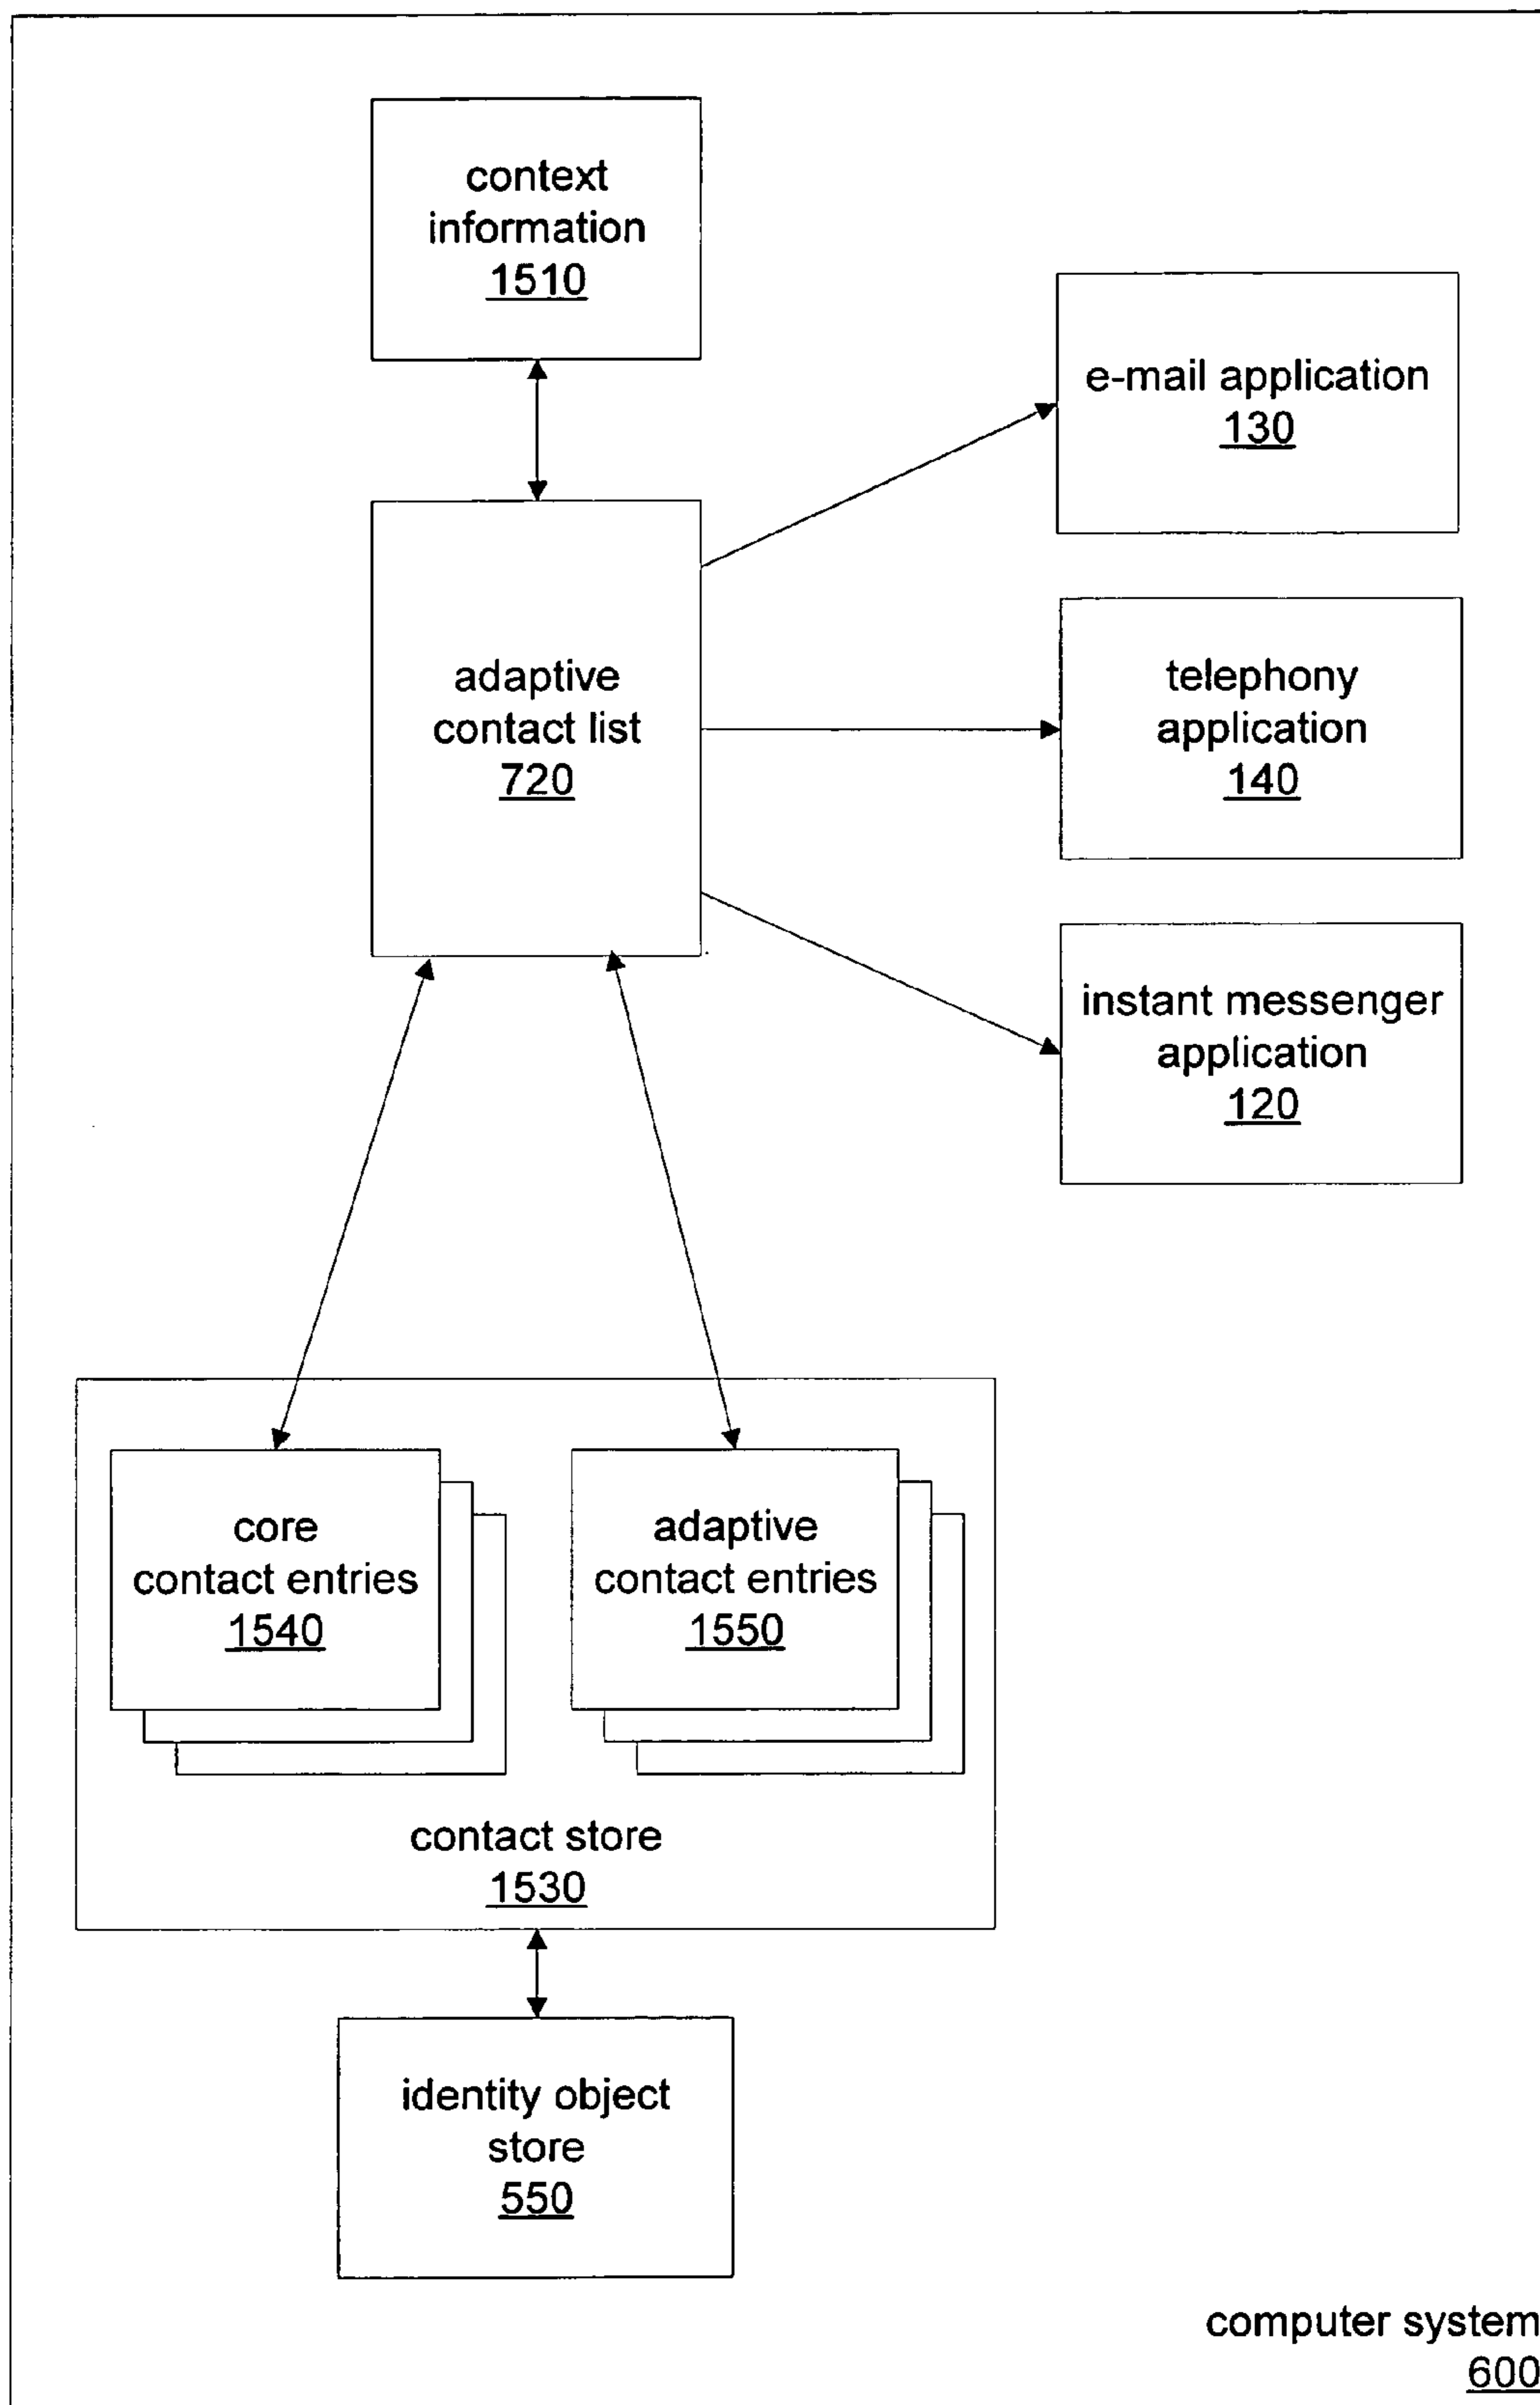 context
information
1510
e-mail application
130
adaptive
contact list
720
telephony
application
140
instant messenger
application
120
core
contact entries
1540
adaptive
contact entries
1550
contact store
1530
identity object
store
550
computer system
600